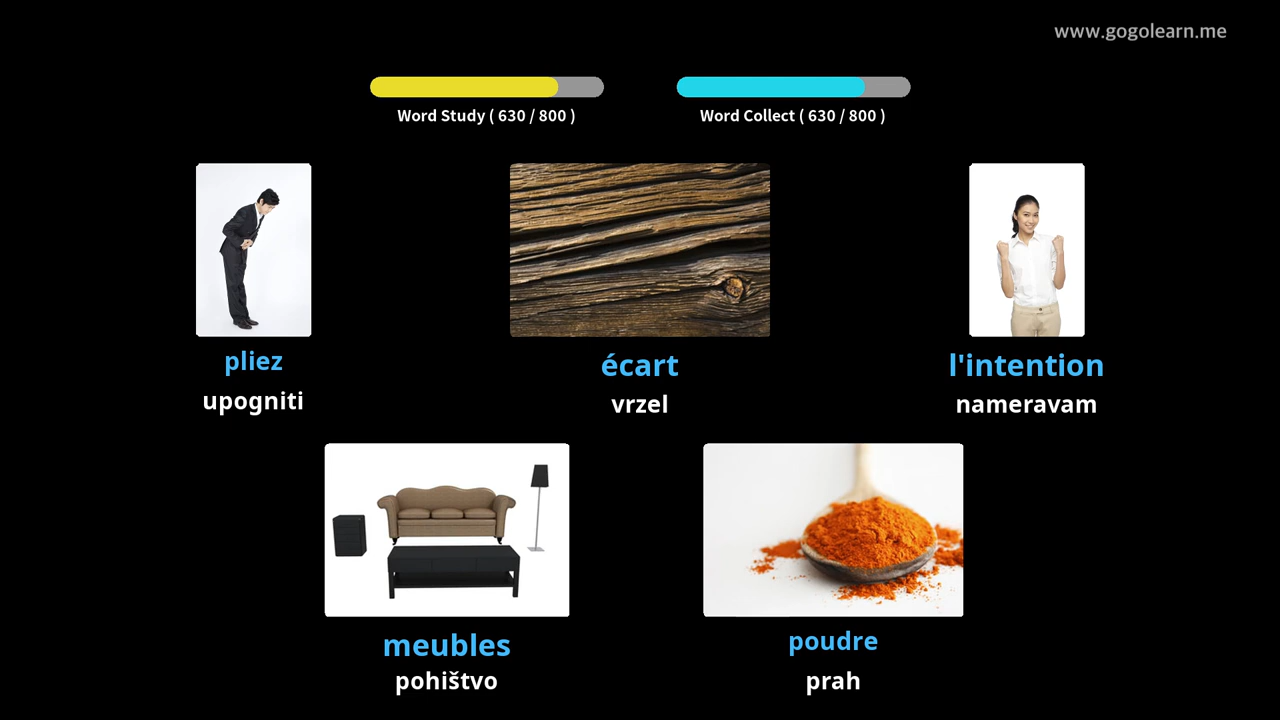 www.gogolearn.me
Word Study ( 630 / 800 )
Word Collect ( 630 / 800 )
pliez
upogniti
écart
vrzel
l'intention
nameravam
meubles
pohištvo
poudre
prah